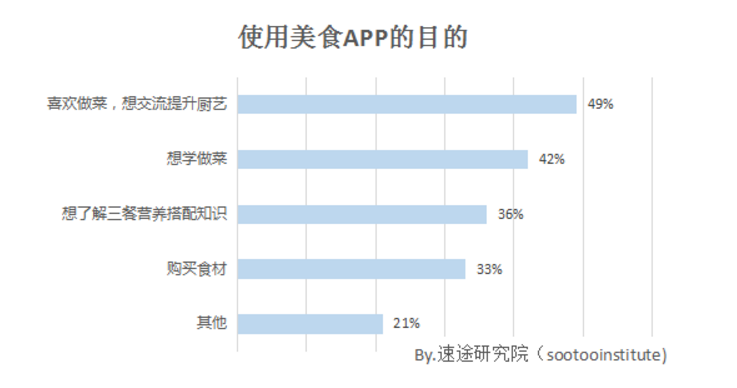 使用美食APP的目的
喜欢做菜，想交流提升厨艺 49%
想学做菜 42%
想了解三餐营养搭配知识 36%
购买食材 33%
其他 21%
By.速途研究院（sootooinstitute)